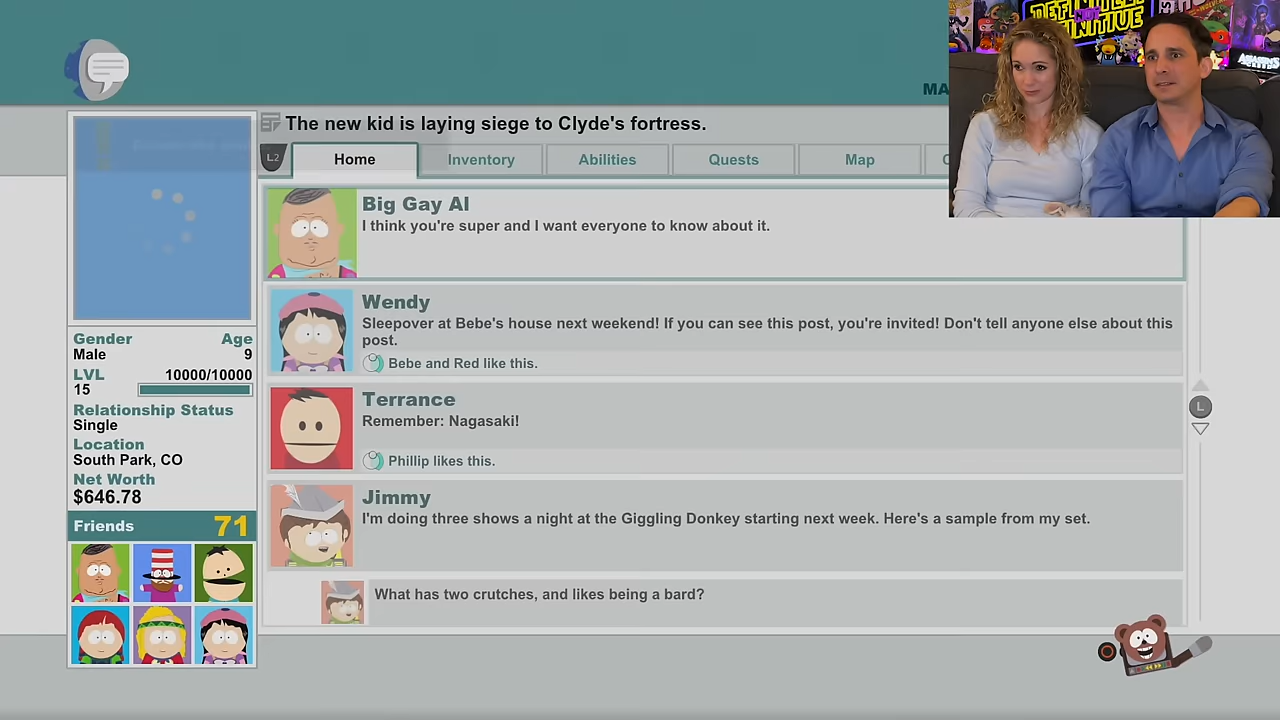 DEFINITELY
NOT
DEFINITIVE
MA
The new kid is laying siege to Clyde's fortress.
L2
Home
Inventory
Abilities
Quests
Map
C
Big Gay Al
I think you're super and I want everyone to know about it.
Wendy
Sleepover at Bebe's house next weekend! If you can see this post, you're invited! Don't tell anyone else about this
post.
Bebe and Red like this.
Terrance
Remember: Nagasaki!
Phillip likes this.
Jimmy
I'm doing three shows a night at the Giggling Donkey starting next week. Here's a sample from my set.
What has two crutches, and likes being a bard?
L
Gender Age
Male 9
LVL 10000/10000
15
Relationship Status
Single
Location
South Park, CO
Net Worth
$646.78
Friends 71